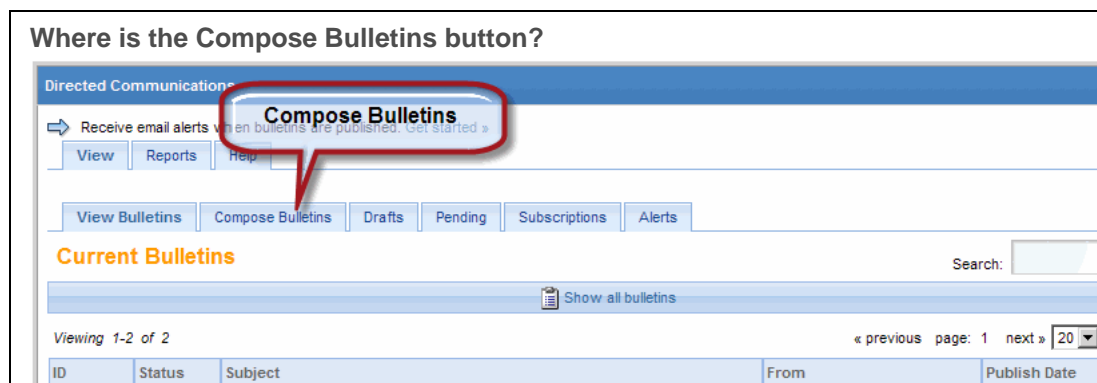 Where is the Compose Bulletins button?
Directed Communications
Compose Bulletins
Receive email alerts when bulletins are published. Get started »
View Reports Help
View Bulletins Compose Bulletins Drafts Pending Subscriptions Alerts
Current Bulletins
Search:
Show all bulletins
Viewing 1-2 of 2 « previous page: 1 next » 20
ID Status Subject From Publish Date